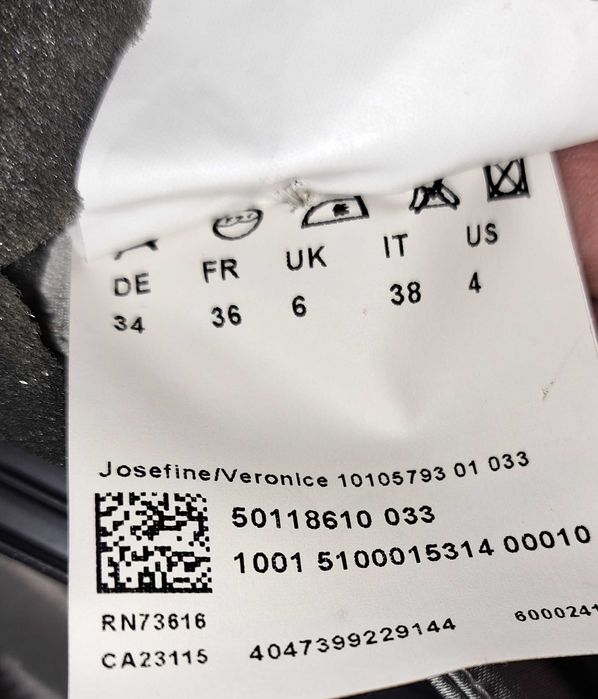 DE FR UK IT US
34 36 6 38 4
Josefine/Veronice 10105793 01 033
50118610 033
1001 5100015314 00010
RN73616
CA23115 4047399229144 6000241